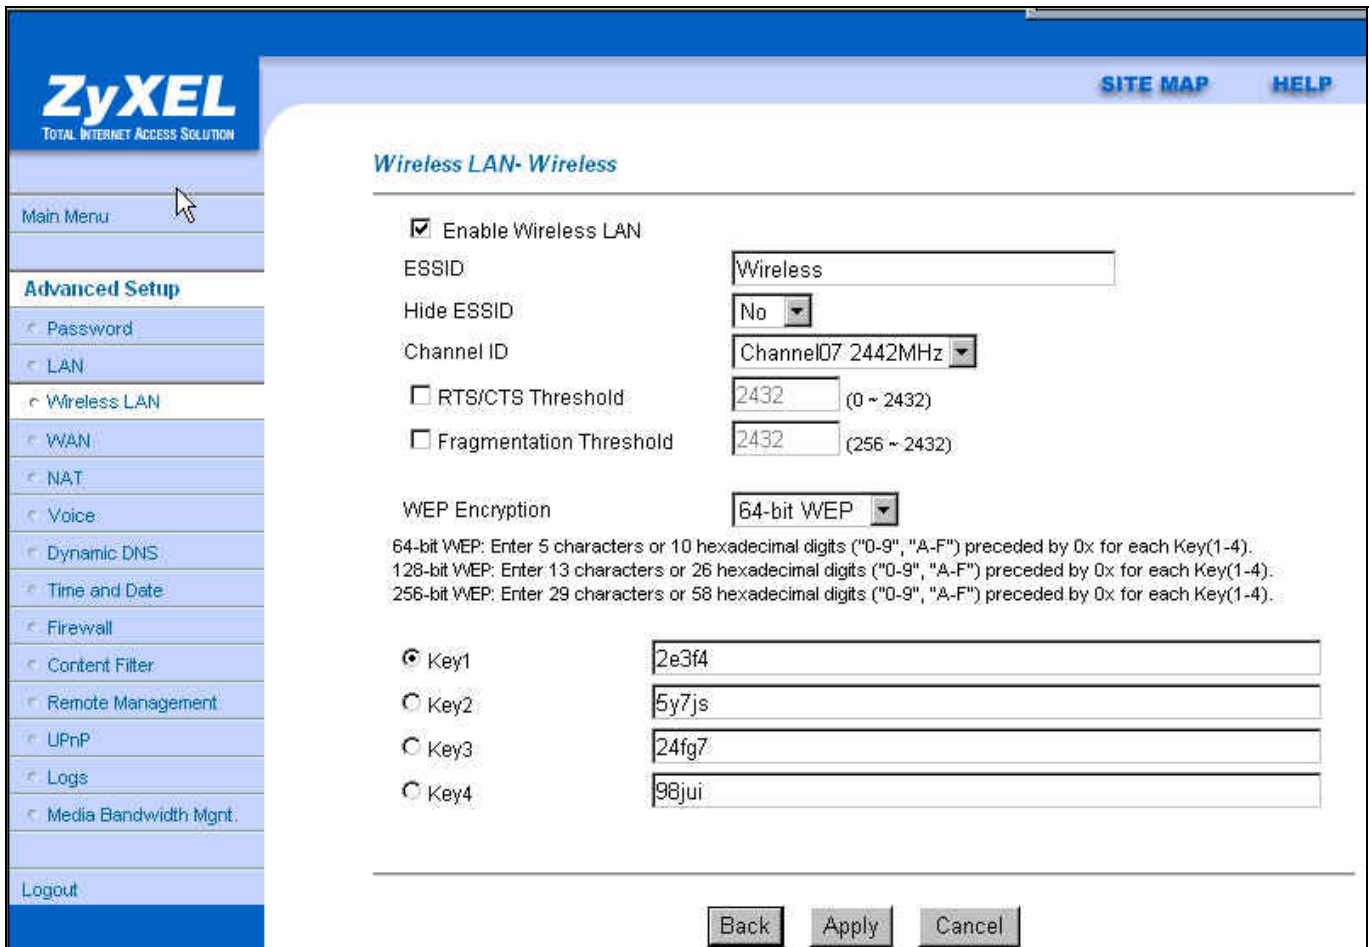 ZyXEL
TOTAL INTERNET ACCESS SOLUTION
SITE MAP HELP
Main Menu
Advanced Setup
Password
LAN
Wireless LAN
WAN
NAT
Voice
Dynamic DNS
Time and Date
Firewall
Content Filter
Remote Management
UPnP
Logs
Media Bandwidth Mgnt.
Logout
Wireless LAN- Wireless
Enable Wireless LAN
ESSID Wireless
Hide ESSID No
Channel ID Channel07 2442MHz
RTS/CTS Threshold 2432 (0 ~ 2432)
Fragmentation Threshold 2432 (256 ~ 2432)
WEP Encryption 64-bit WEP
64-bit WEP: Enter 5 characters or 10 hexadecimal digits ("0-9", "A-F") preceded by 0x for each Key(1-4).
128-bit WEP: Enter 13 characters or 26 hexadecimal digits ("0-9", "A-F") preceded by 0x for each Key(1-4).
256-bit WEP: Enter 29 characters or 58 hexadecimal digits ("0-9", "A-F") preceded by 0x for each Key(1-4).
Key1 2e3f4
Key2 5y7js
Key3 24fg7
Key4 98jui
Back Apply Cancel